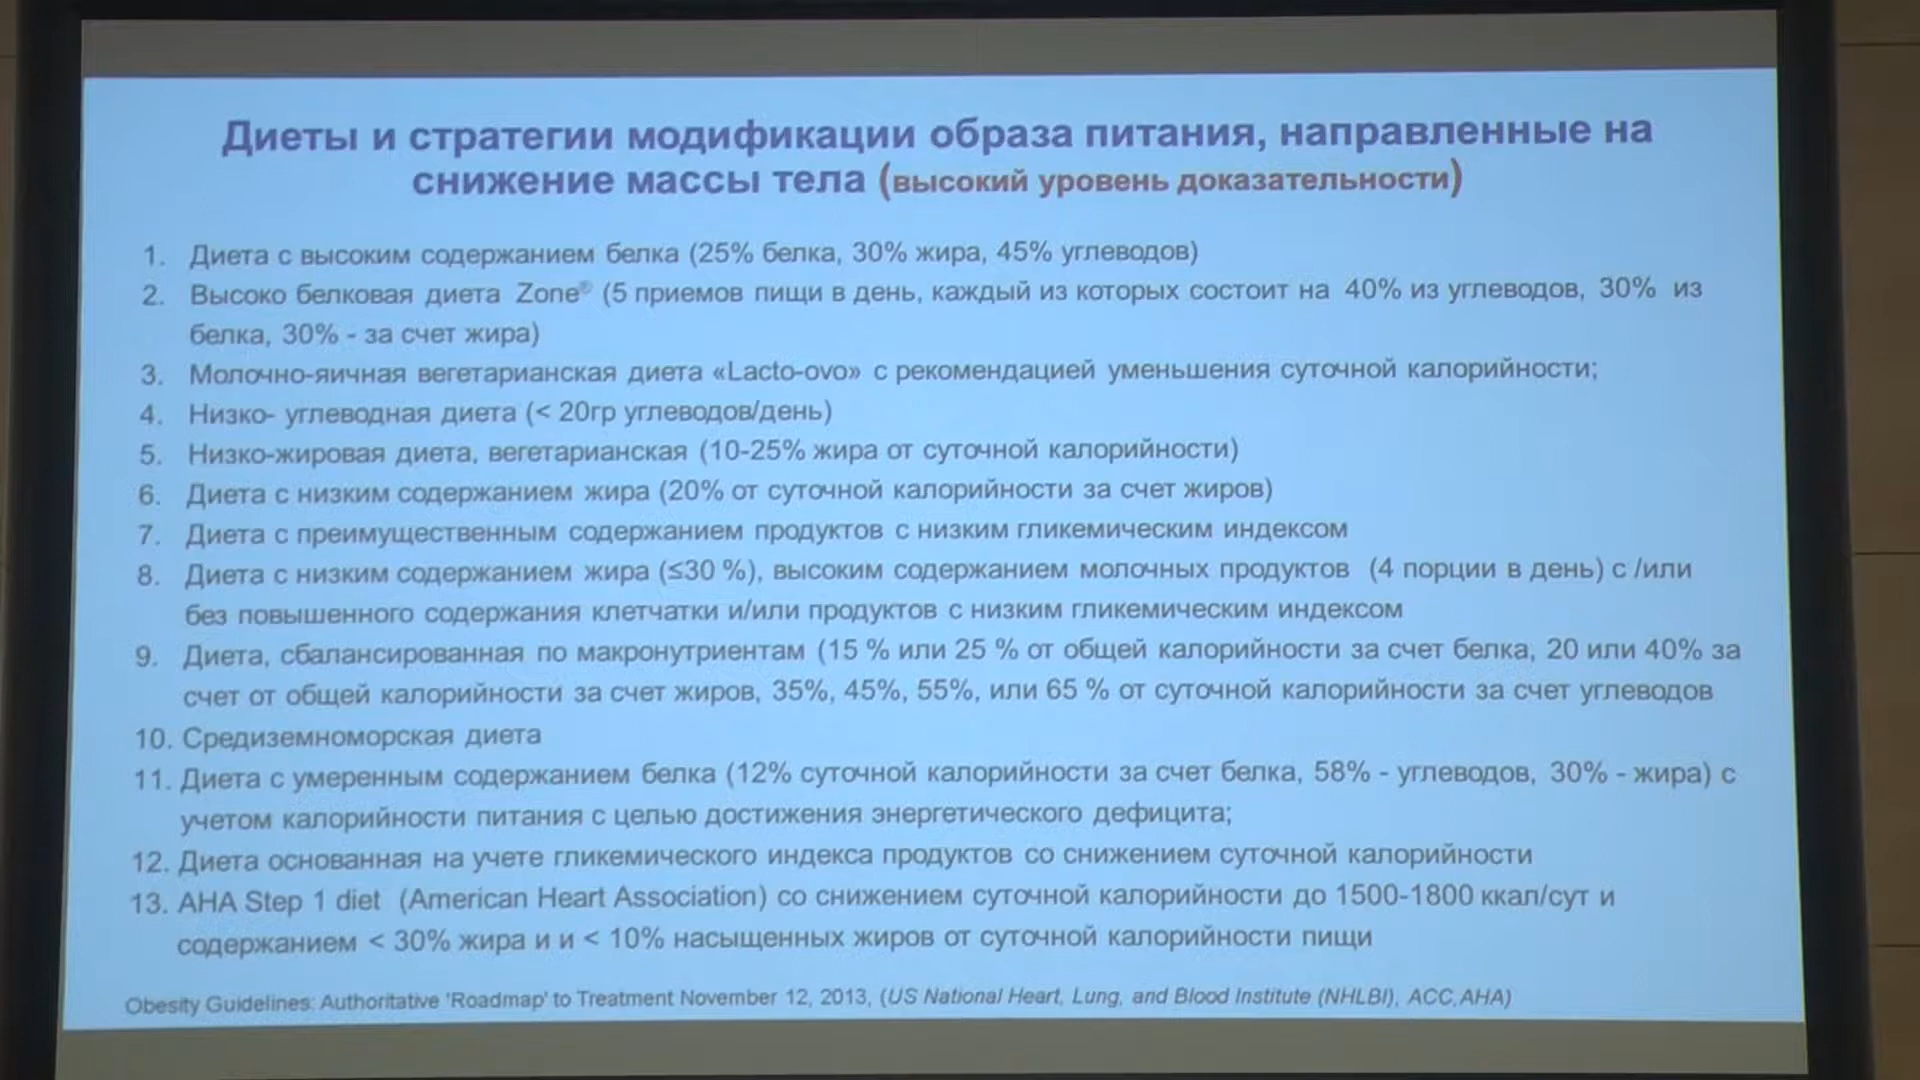 Диеты и стратегии модификации образа питания, направленные на
снижение массы тела (высокий уровень доказательности)
1. Диета с высоким содержанием белка (25% белка, 30% жира, 45% углеводов)
2. Высоко белковая диета Zone® (5 приемов пищи в день, каждый из которых состоит на 40% из углеводов, 30% из
белка, 30% - за счет жира)
3. Молочно-яичная вегетарианская диета «Lacto-ovo» с рекомендацией уменьшения суточной калорийности;
4. Низко- углеводная диета (< 20гр углеводов/день)
5. Низко-жировая диета, вегетарианская (10-25% жира от суточной калорийности)
6. Диета с низким содержанием жира (20% от суточной калорийности за счет жиров)
7. Диета с преимущественным содержанием продуктов с низким гликемическим индексом
8. Диета с низким содержанием жира (≤30 %), высоким содержанием молочных продуктов (4 порции в день) с /или
без повышенного содержания клетчатки и/или продуктов с низким гликемическим индексом
9. Диета, сбалансированная по макронутриентам (15 % или 25 % от общей калорийности за счет белка, 20 или 40% за
счет от общей калорийности за счет жиров, 35%, 45%, 55%, или 65 % от суточной калорийности за счет углеводов
10. Средиземноморская диета
11. Диета с умеренным содержанием белка (12% суточной калорийности за счет белка, 58% - углеводов, 30% - жира) с
учетом калорийности питания с целью достижения энергетического дефицита;
12. Диета основанная на учете гликемического индекса продуктов со снижением суточной калорийности
13. AHA Step 1 diet (American Heart Association) со снижением суточной калорийности до 1500-1800 ккал/сут и
содержанием < 30% жира и и < 10% насыщенных жиров от суточной калорийности пищи
Obesity Guidelines: Authoritative 'Roadmap' to Treatment November 12, 2013, (US National Heart, Lung, and Blood Institute (NHLBI), ACC,AHA)